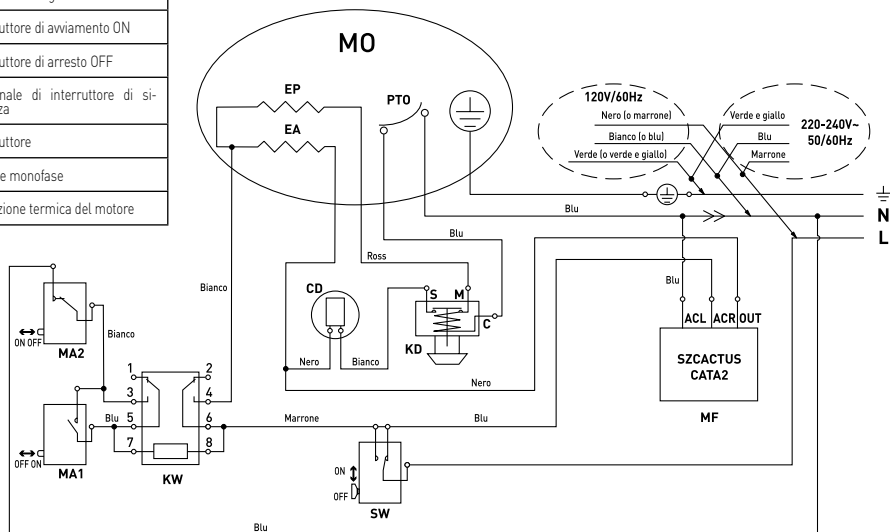 uttore di avviamento ON
uttore di arresto OFF
nale di interruttore di si-
za
uttore
e monofase
zione termica del motore
MO
EP
EA
PTO
120V/60Hz
Nero (o marrone)
Bianco (o blu)
Verde (o verde e giallo)
Verde e giallo
Blu
Marrone
220-240V~
50/60Hz
Blu
N
L
Blu
Ross
Bianco
CD
S
M
C
KD
Nero
Bianco
Nero
Blu
ACL
ACR
OUT
SZCACTUS
CATA2
MF
ON OFF
MA2
Bianco
1
2
3
4
5
6
7
8
Blu
OFF ON
MA1
KW
Marrone
Blu
ON
OFF
SW
Blu